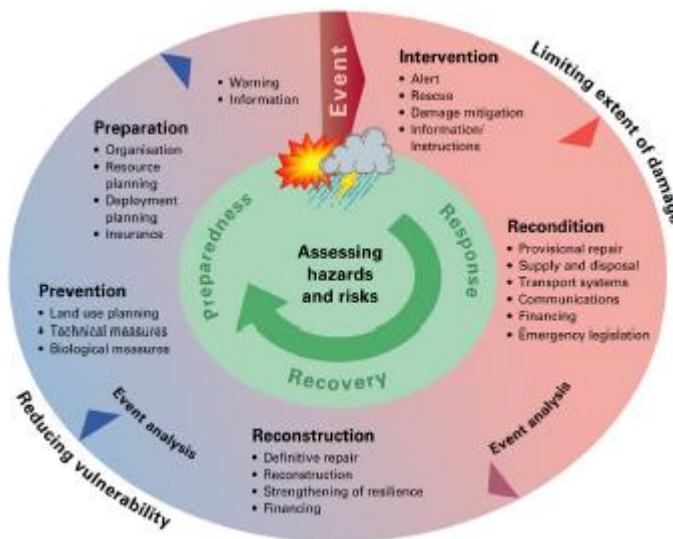 Event
• Warning
• Information
Intervention
• Alert
• Rescue
• Damage mitigation
• Information/
Instructions
Limiting extent of damage
Preparation
• Organisation
• Resource
planning
• Deployment
planning
• Insurance
Preparedness
Response
Recovery
Assessing
hazards
and risks
Recondition
• Provisional repair
• Supply and disposal
• Transport systems
• Communications
• Financing
• Emergency legislation
Prevention
• Land use planning
• Technical measures
• Biological measures
Event analysis
Event analysis
Reducing vulnerability
Reconstruction
• Definitive repair
• Reconstruction
• Strengthening of resilience
• Financing